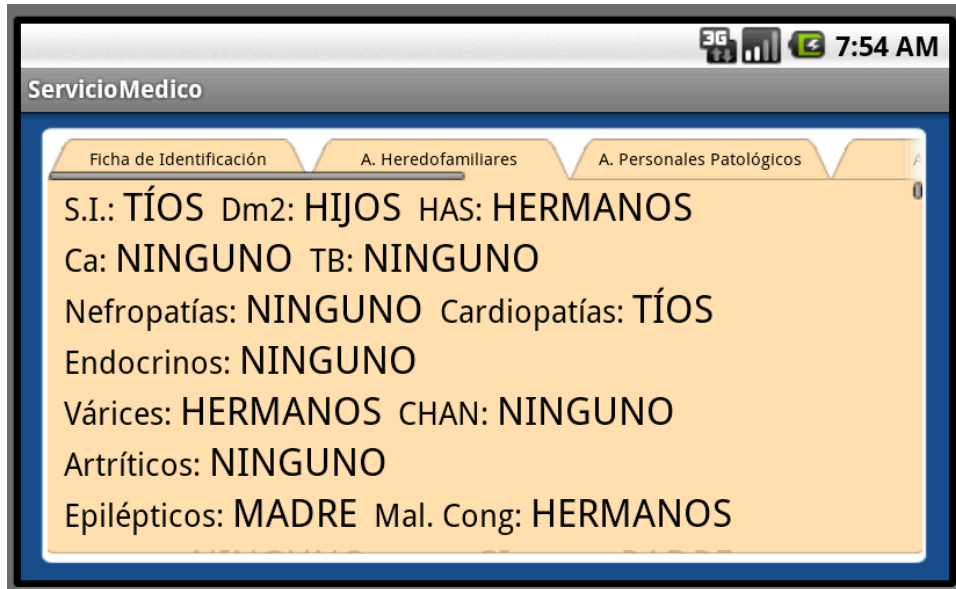 3G 7:54 AM
ServicioMedico
Ficha de Identificación A. Heredofamiliares A. Personales Patológicos
S.I.: TÍOS Dm2: HIJOS HAS: HERMANOS
Ca: NINGUNO TB: NINGUNO
Nefropatías: NINGUNO Cardiopatías: TÍOS
Endocrinos: NINGUNO
Várices: HERMANOS CHAN: NINGUNO
Artríticos: NINGUNO
Epilépticos: MADRE Mal. Cong: HERMANOS